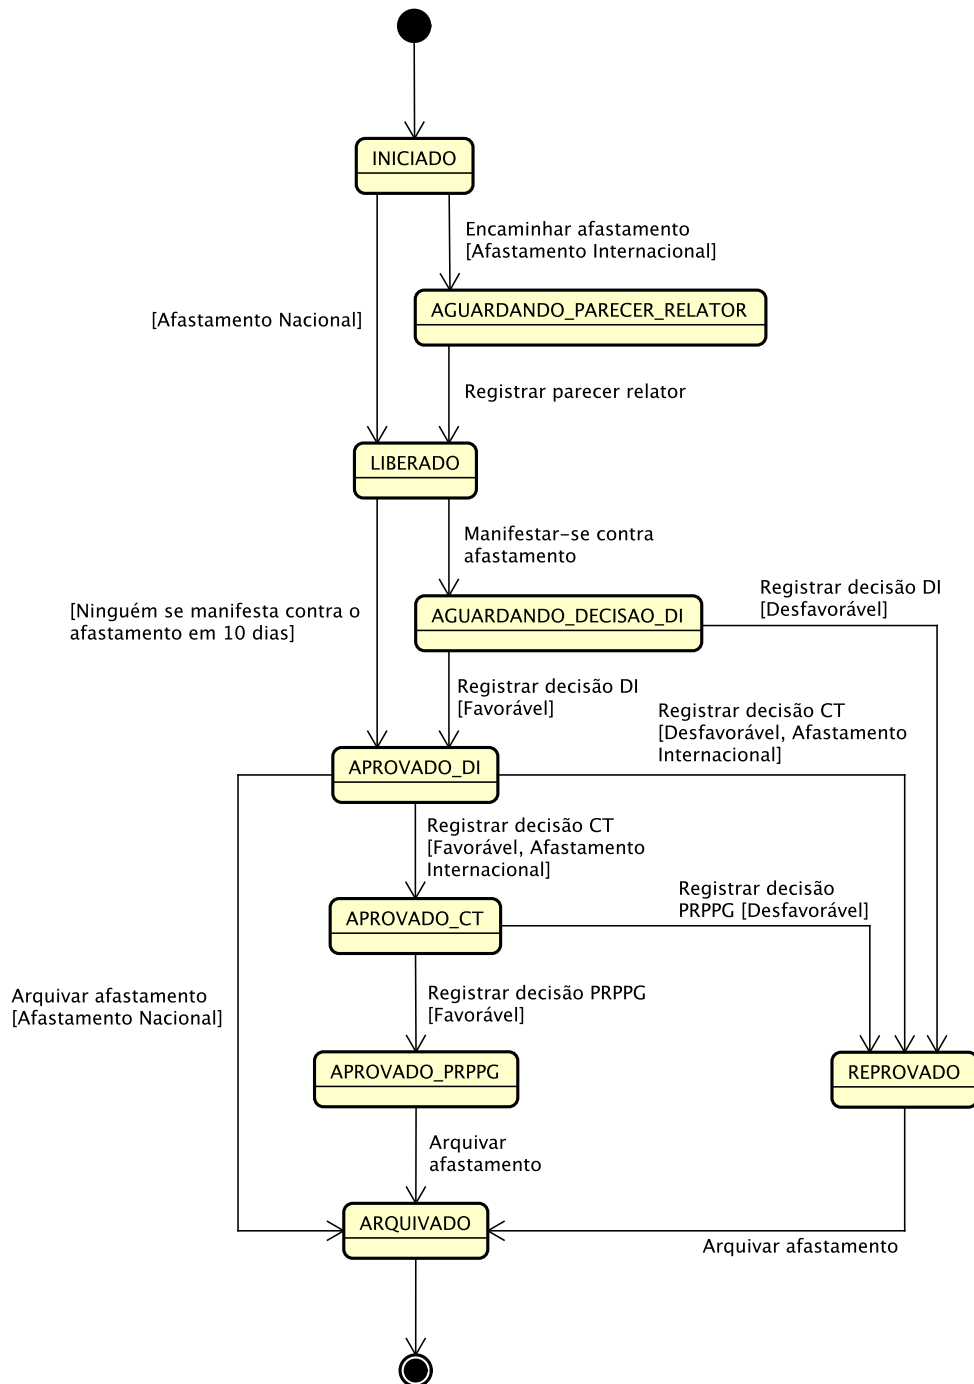 INICIADO
Encaminhar afastamento
[Afastamento Internacional]
AGUARDANDO_PARECER_RELATOR
[Afastamento Nacional]
Registrar parecer relator
LIBERADO
Manifestar-se contra
afastamento
Registrar decisão DI
[Desfavorável]
[Ninguém se manifesta contra o
afastamento em 10 dias]
AGUARDANDO_DECISAO_DI
Registrar decisão DI
[Favorável]
Registrar decisão CT
[Desfavorável, Afastamento
Internacional]
APROVADO_DI
Registrar decisão CT
[Favorável, Afastamento
Internacional]
Registrar decisão
PRPPG [Desfavorável]
APROVADO_CT
Arquivar afastamento
[Afastamento Nacional]
Registrar decisão PRPPG
[Favorável]
APROVADO_PRPPG
REPROVADO
Arquivar
afastamento
ARQUIVADO
Arquivar afastamento